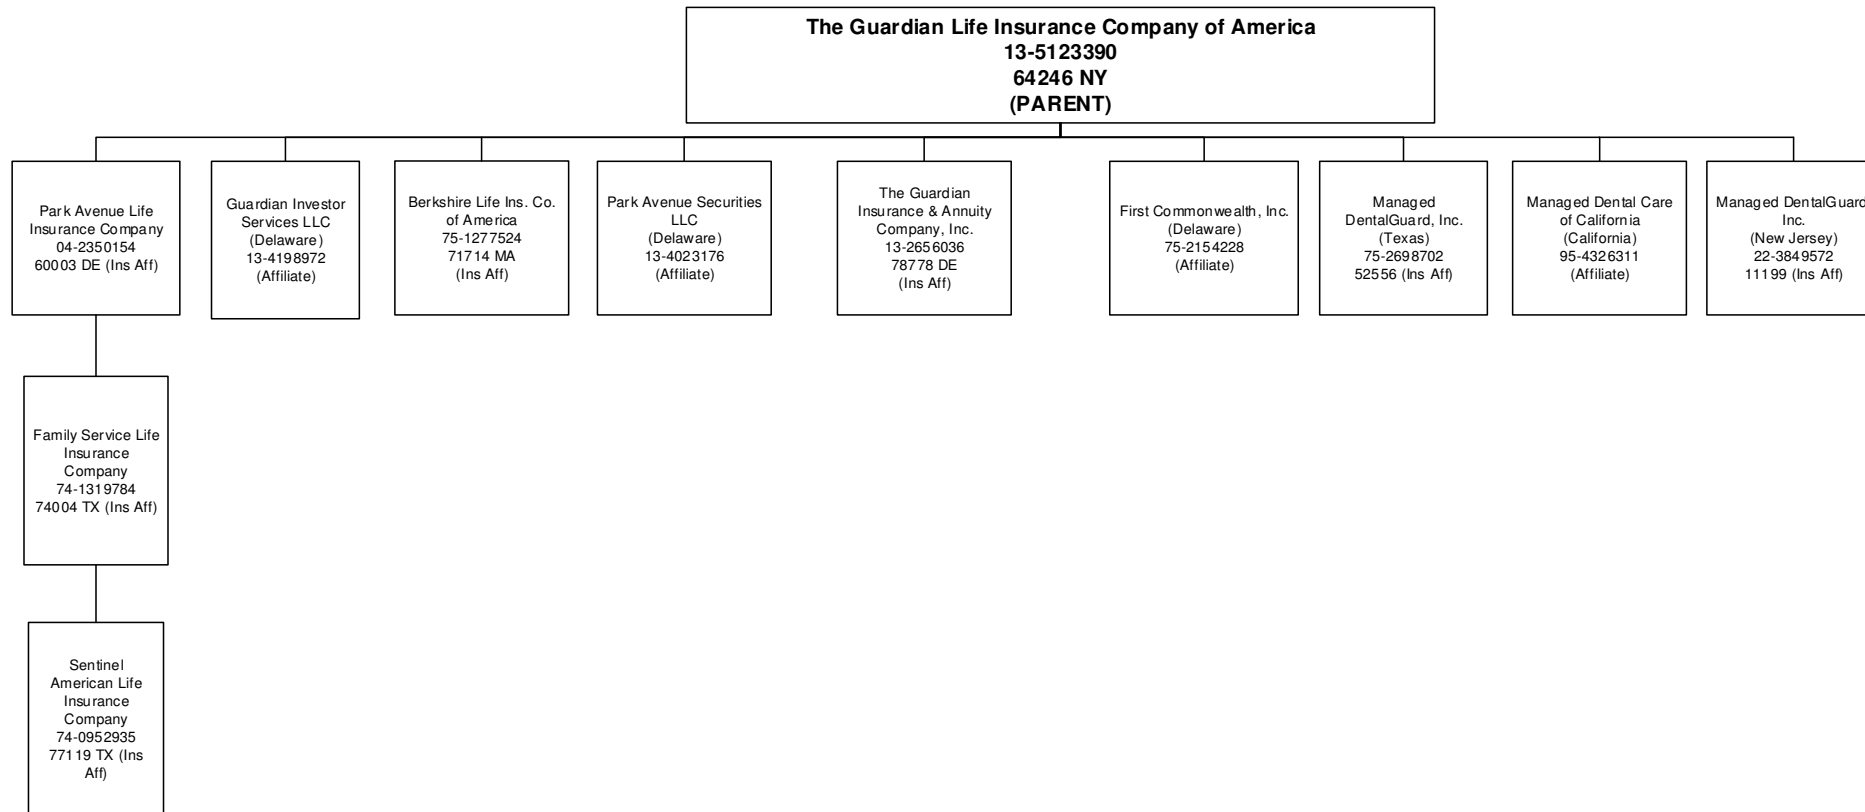 The Guardian Life Insurance Company of America
13-5123390
64246 NY
(PARENT)
Park Avenue Life
Insurance Company
04-2350154
60003 DE (Ins Aff)
Guardian Investor
Services LLC
(Delaware)
13-4198972
(Affiliate)
Berkshire Life Ins. Co.
of America
75-1277524
71714 MA
(Ins Aff)
Park Avenue Securities
LLC
(Delaware)
13-4023176
(Affiliate)
The Guardian
Insurance & Annuity
Company, Inc.
13-2656036
78778 DE
(Ins Aff)
First Commonwealth, Inc.
(Delaware)
75-2154228
(Affiliate)
Managed
DentalGuard, Inc.
(Texas)
75-2698702
52556 (Ins Aff)
Managed Dental Care
of California
(California)
95-4326311
(Affiliate)
Managed DentalGuard
Inc.
(New Jersey)
22-3849572
11199 (Ins Aff)
Family Service Life
Insurance
Company
74-1319784
74004 TX (Ins Aff)
Sentinel
American Life
Insurance
Company
74-0952935
77119 TX (Ins
Aff)